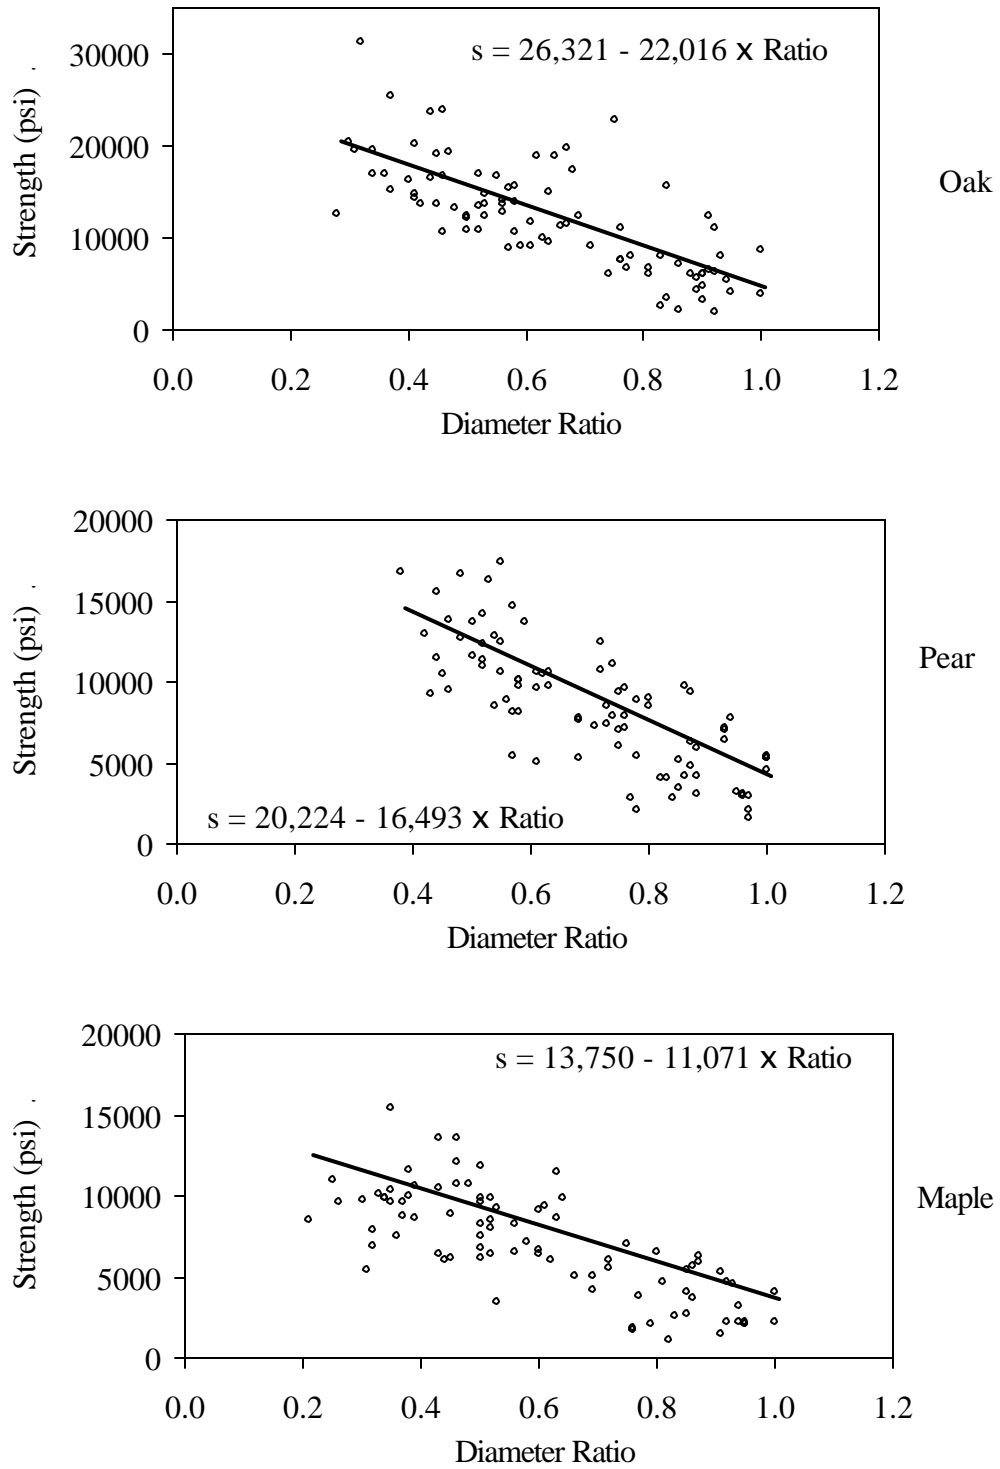 30000
s = 26,321 - 22,016 x Ratio
Strength (psi) .
20000
Oak
10000
0
0.0 0.2 0.4 0.6 0.8 1.0 1.2
Diameter Ratio
20000
15000
Strength (psi) .
10000
Pear
5000
s = 20,224 - 16,493 x Ratio
0
0.0 0.2 0.4 0.6 0.8 1.0 1.2
Diameter Ratio
20000
s = 13,750 - 11,071 x Ratio
15000
Strength (psi) .
10000
Maple
5000
0
0.0 0.2 0.4 0.6 0.8 1.0 1.2
Diameter Ratio